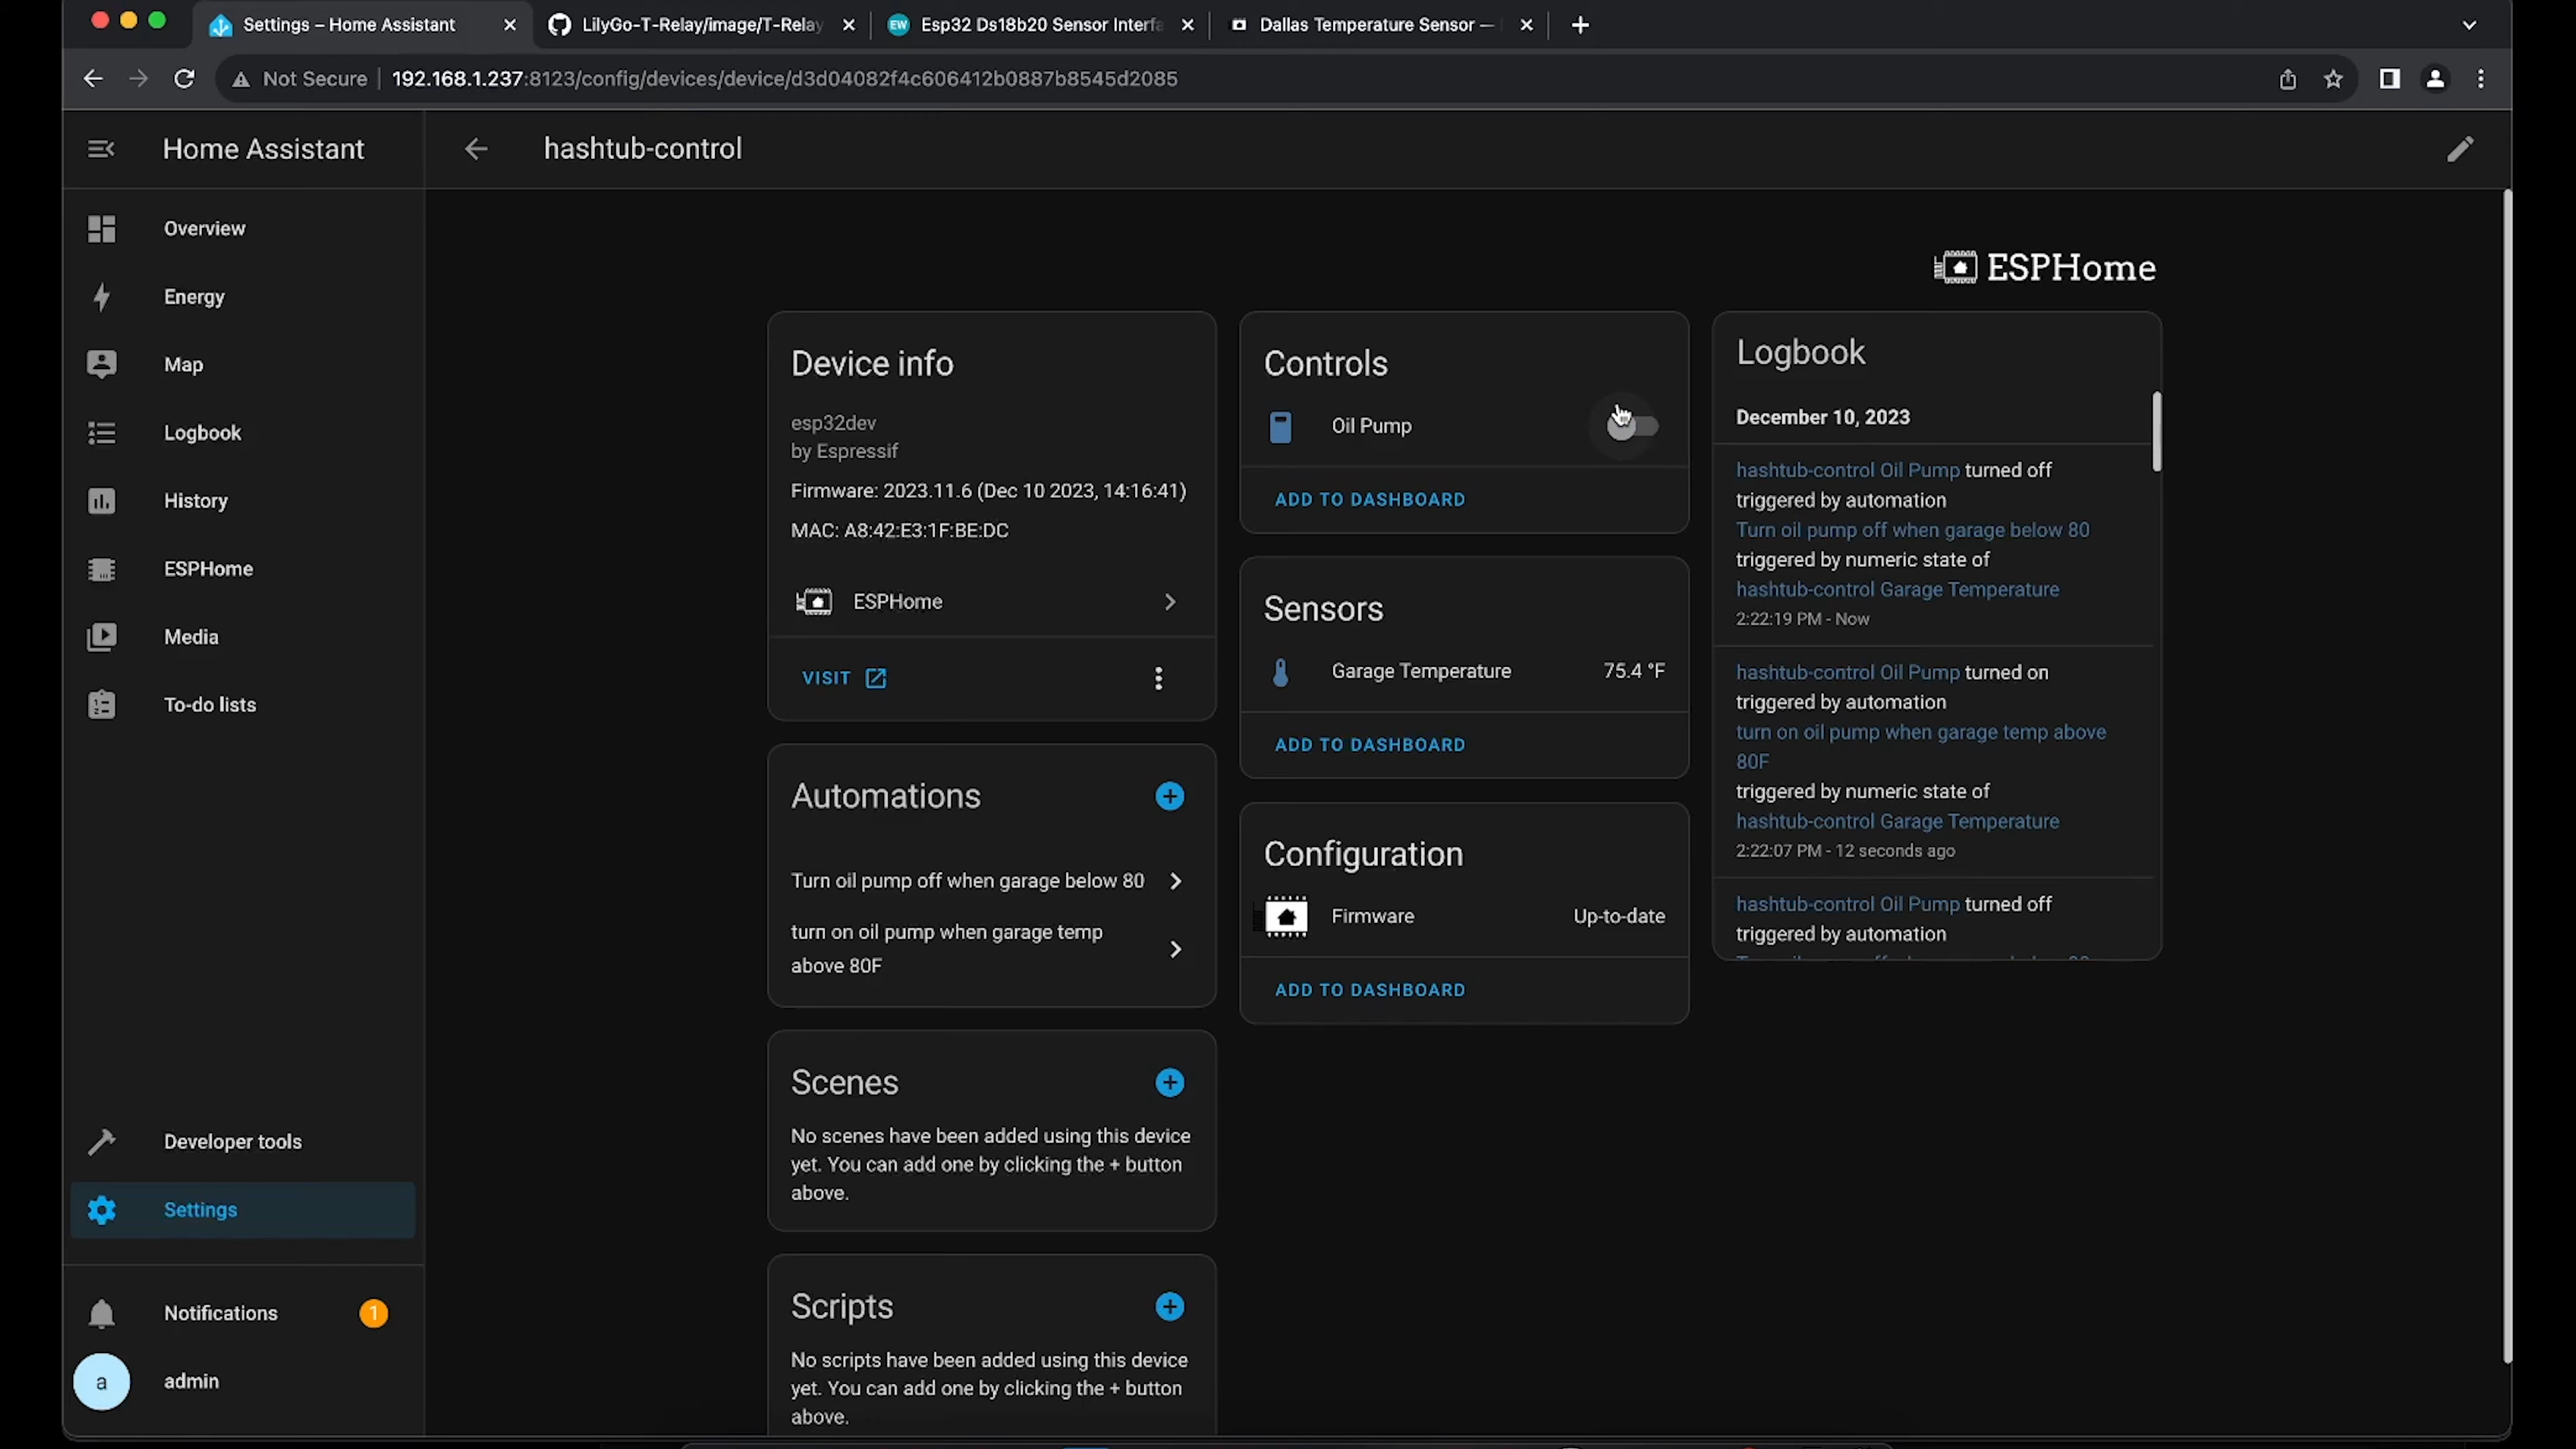 Settings – Home Assistant
LilyGo-T-Relay/image/T-Relay
EW
Esp32 Ds18b20 Sensor Interfa
Dallas Temperature Sensor —
Not Secure
192.168.1.237:8123/config/devices/device/d3d04082f4c606412b0887b8545d2085
Home Assistant
hashtub-control
Overview
Energy
Map
Logbook
History
ESPHome
Media
To-do lists
Developer tools
Settings
Notifications
1
a
admin
ESPHome
Device info
esp32dev
by Espressif
Firmware: 2023.11.6 (Dec 10 2023, 14:16:41)
MAC: A8:42:E3:1F:BE:DC
ESPHome
VISIT
Automations
Turn oil pump off when garage below 80
turn on oil pump when garage temp
above 80F
Scenes
No scenes have been added using this device
yet. You can add one by clicking the + button
above.
Scripts
No scripts have been added using this device
yet. You can add one by clicking the + button
above.
Controls
Oil Pump
ADD TO DASHBOARD
Sensors
Garage Temperature
75.4 °F
ADD TO DASHBOARD
Configuration
Firmware
Up-to-date
ADD TO DASHBOARD
Logbook
December 10, 2023
hashtub-control Oil Pump turned off
triggered by automation
Turn oil pump off when garage below 80
triggered by numeric state of
hashtub-control Garage Temperature
2:22:19 PM - Now
hashtub-control Oil Pump turned on
triggered by automation
turn on oil pump when garage temp above
80F
triggered by numeric state of
hashtub-control Garage Temperature
2:22:07 PM - 12 seconds ago
hashtub-control Oil Pump turned off
triggered by automation